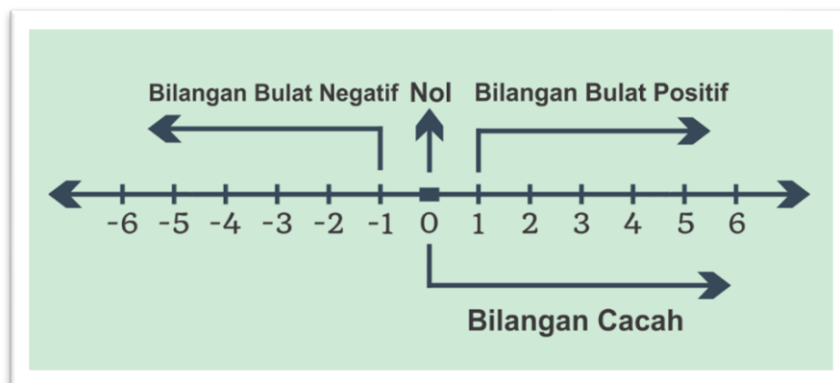 Bilangan Bulat Negatif Nol Bilangan Bulat Positif
-6 -5 -4 -3 -2 -1 0 1 2 3 4 5 6
Bilangan Cacah